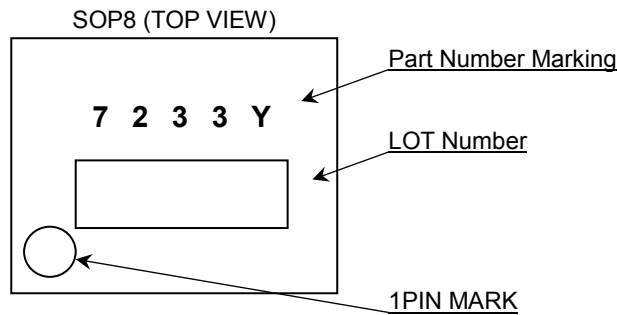 SOP8 (TOP VIEW)
Part Number Marking
7 2 3 3 Y
LOT Number
1PIN MARK